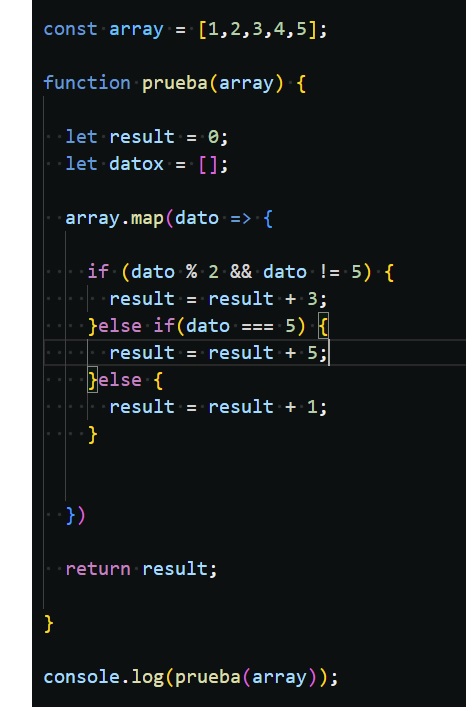 const array = [1,2,3,4,5];
function prueba(array) {
let result = 0;
let datox = [];
array.map(dato => {
if (dato % 2 && dato != 5) {
result = result + 3;
}else if(dato === 5) {
result = result + 5;
}else {
result = result + 1;
}
})
return result;
}
console.log(prueba(array));